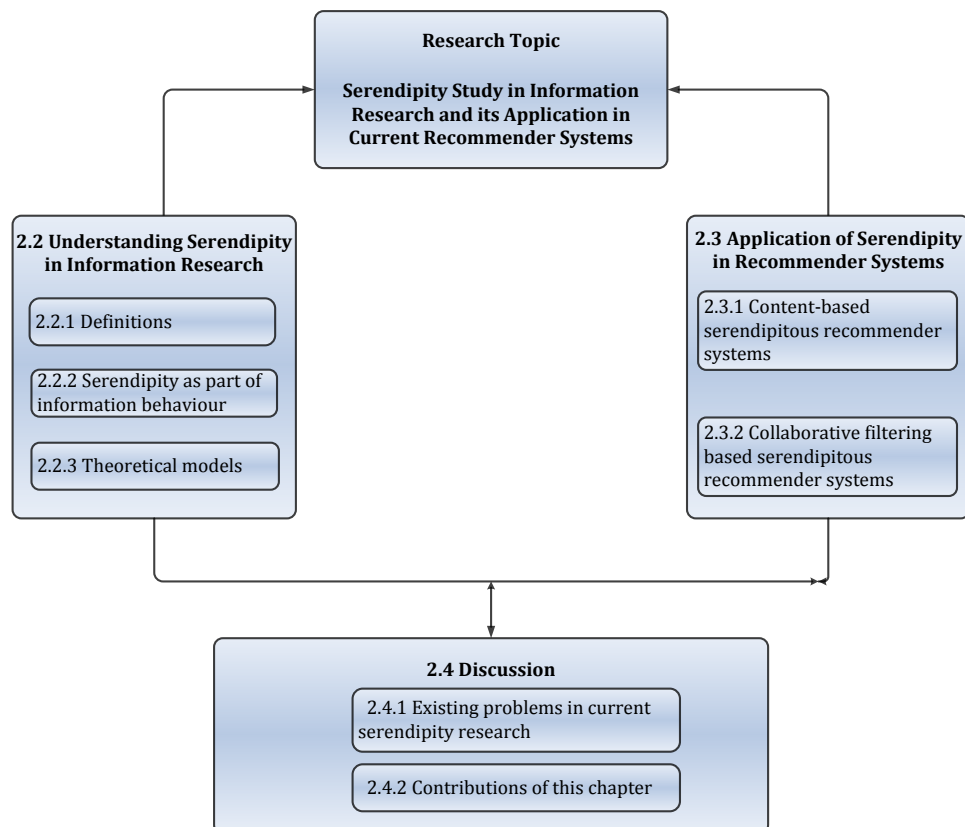 Research Topic
Serendipity Study in Information
Research and its Application in
Current Recommender Systems
2.2 Understanding Serendipity
in Information Research
2.2.1 Definitions
2.2.2 Serendipity as part of
information behaviour
2.2.3 Theoretical models
2.3 Application of Serendipity
in Recommender Systems
2.3.1 Content-based
serendipitous recommender
systems
2.3.2 Collaborative filtering
based serendipitous
recommender systems
2.4 Discussion
2.4.1 Existing problems in current
serendipity research
2.4.2 Contributions of this chapter